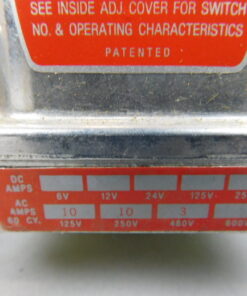 SEE INSIDE ADJ. COVER FOR SWITCH
NO. & OPERATING CHARACTERISTICS
PATENTED
DC AMPS
6V 12V 24V 125V
AC AMPS 60 CY. 10 10 3
125V 250V 460V